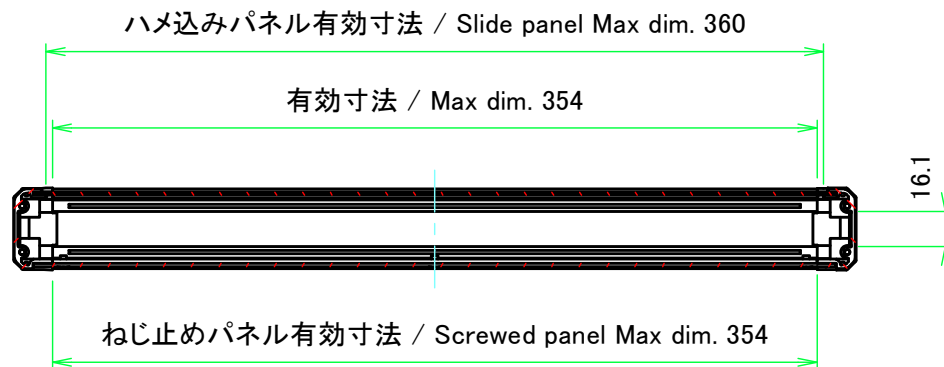 ハメ込みパネル有効寸法 / Slide panel Max dim. 360
有効寸法 / Max dim. 354
16.1
ねじ止めパネル有効寸法 / Screwed panel Max dim. 354